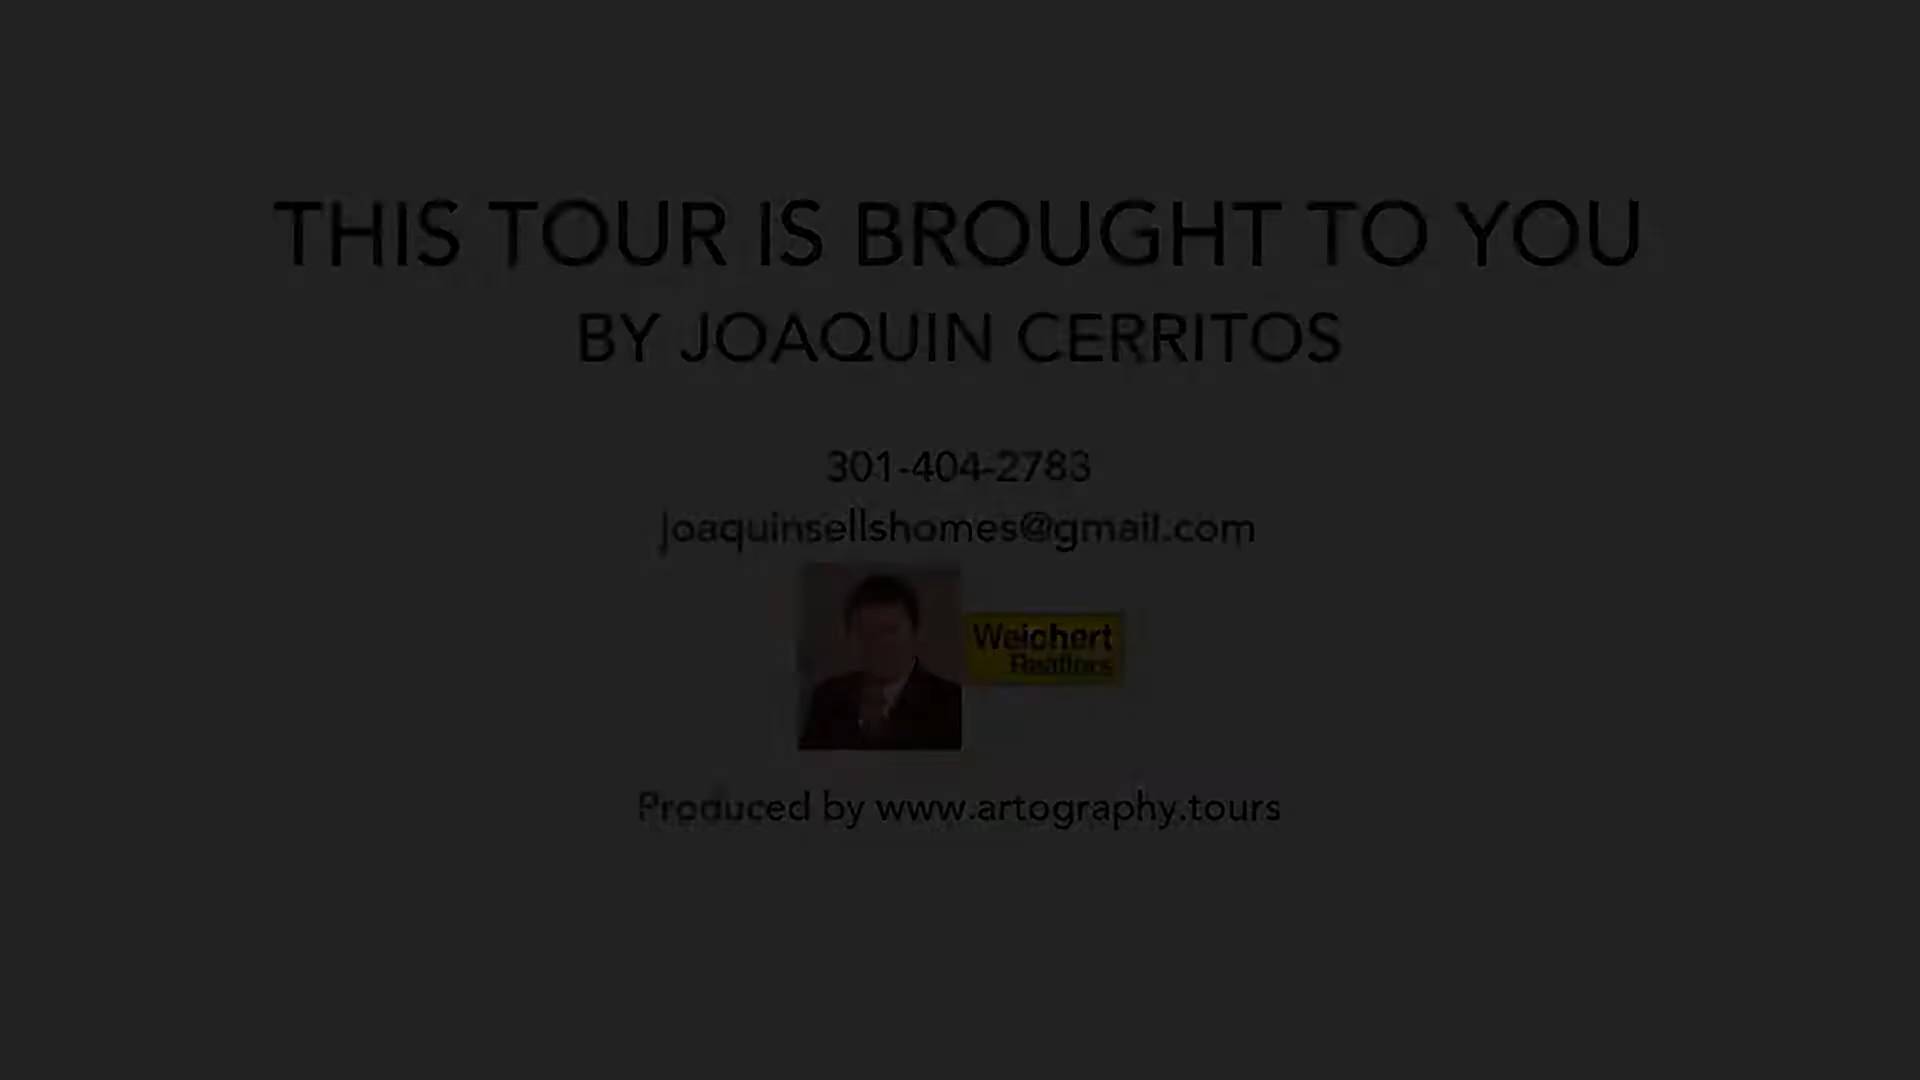 THIS TOUR IS BROUGHT TO YOU
BY JOAQUIN CERRITOS
301-404-2783
joaquinsellshomes@gmail.com
Weichert
Realtors
Produced by www.artography.tours